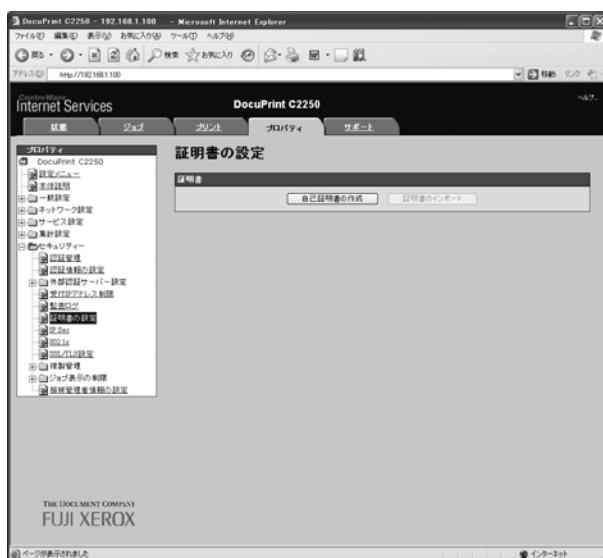 DocuPrint C2250 - 192.168.1.100 - Microsoft Internet Explorer
ファイル(F) 編集(E) 表示(V) お気に入り(A) ツール(T) ヘルプ(H)
戻る 検索 お気に入り
アドレス(D) http://192.168.1.100 移動 リンク
CentreWare
Internet Services
DocuPrint C2250
ヘルプ
状態 ジョブ プリント プロパティ サポート
プロパティ
DocuPrint C2250
設定メニュー
本体説明
一般設定
ネットワーク設定
サービス設定
集計設定
セキュリティー
認証管理
認証情報の設定
外部認証サーバー設定
受付IPアドレス制限
監査ログ
証明書の設定
IP Sec
802.1x
SSL/TLS設定
複製管理
ジョブ表示の制限
機械管理者情報の設定
証明書の設定
証明書
自己証明書の作成 証明書のインポート
THE DOCUMENT COMPANY
FUJI XEROX
ページが表示されました
インターネット